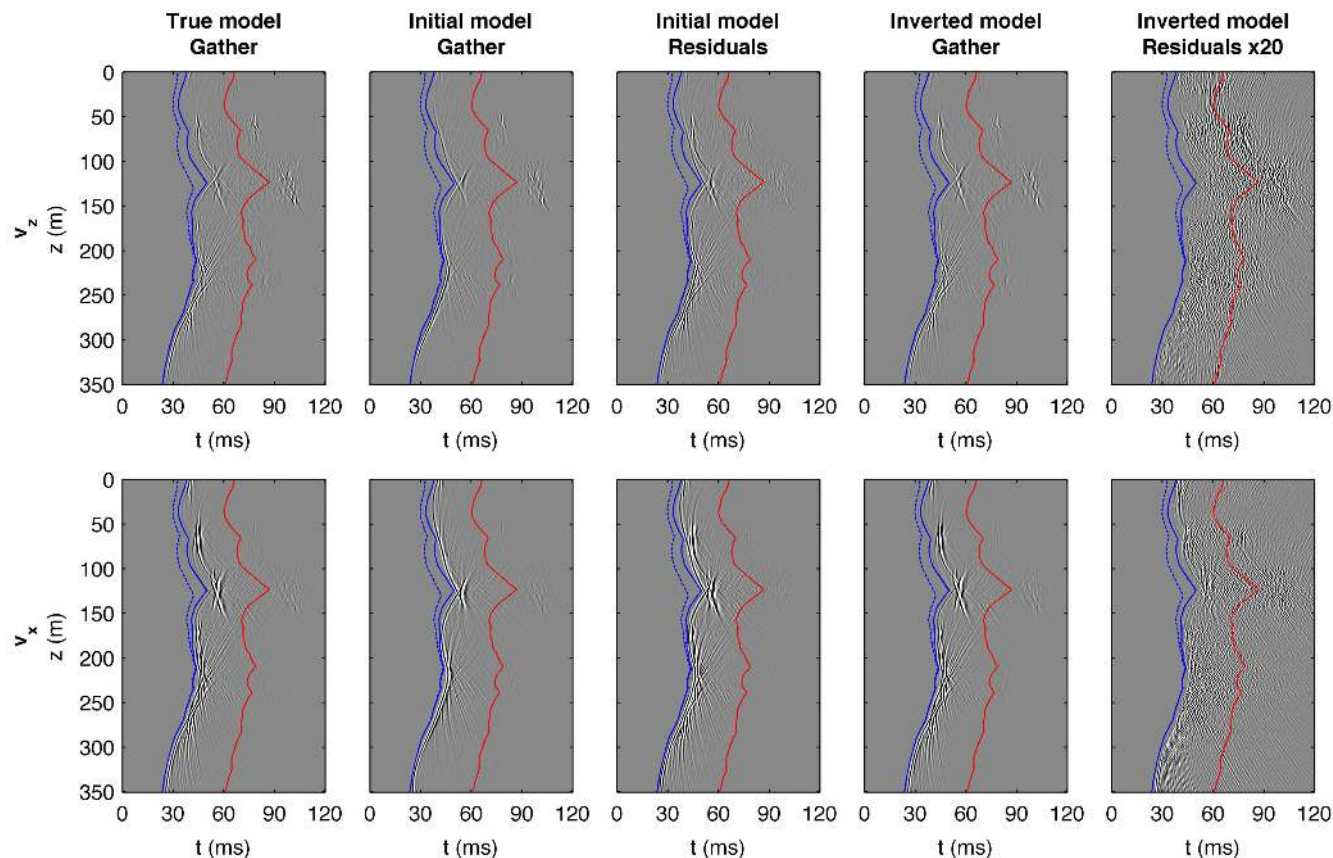 True model Gather
Initial model Gather
Initial model Residuals
Inverted model Gather
Inverted model Residuals x20
v_z
z (m)
0
50
100
150
200
250
300
350
0 30 60 90 120
0 30 60 90 120
0 30 60 90 120
0 30 60 90 120
0 30 60 90 120
t (ms)
t (ms)
t (ms)
t (ms)
t (ms)
v_x
z (m)
0
50
100
150
200
250
300
350
0 30 60 90 120
0 30 60 90 120
0 30 60 90 120
0 30 60 90 120
0 30 60 90 120
t (ms)
t (ms)
t (ms)
t (ms)
t (ms)